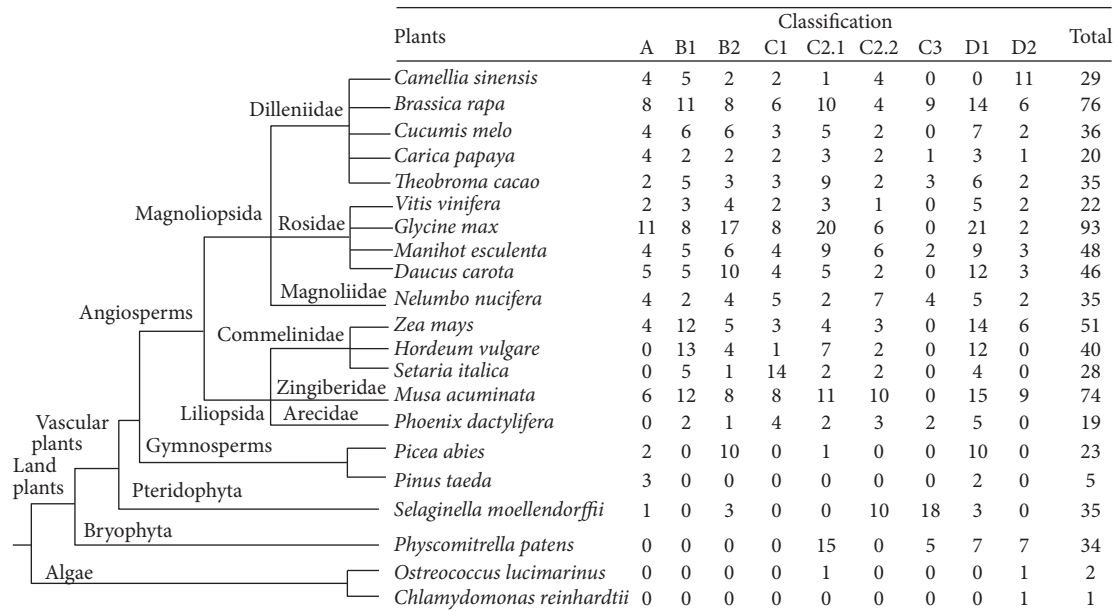 Plants Classification Total
A B1 B2 C1 C2.1 C2.2 C3 D1 D2
Camellia sinensis 4 5 2 2 1 4 0 0 11 29
Dilleniidae Brassica rapa 8 11 8 6 10 4 9 14 6 76
Cucumis melo 4 6 6 3 5 2 0 7 2 36
Carica papaya 4 2 2 2 3 2 1 3 1 20
Theobroma cacao 2 5 3 3 9 2 3 6 2 35
Vitis vinifera 2 3 4 2 3 1 0 5 2 22
Magnoliopsida Rosidae Glycine max 11 8 17 8 20 6 0 21 2 93
Manihot esculenta 4 5 6 4 9 6 2 9 3 48
Daucus carota 5 5 10 4 5 2 0 12 3 46
Magnoliidae Nelumbo nucifera 4 2 4 5 2 7 4 5 2 35
Angiosperms
Commelinidae Zea mays 4 12 5 3 4 3 0 14 6 51
Hordeum vulgare 0 13 4 1 7 2 0 12 0 40
Setaria italica 0 5 1 14 2 2 0 4 0 28
Zingiberidae Musa acuminata 6 12 8 8 11 10 0 15 9 74
Liliopsida Arecidae Phoenix dactylifera 0 2 1 4 2 3 2 5 0 19
Vascular
plants Gymnosperms Picea abies 2 0 10 0 1 0 0 10 0 23
Land
plants Pteridophyta Pinus taeda 3 0 0 0 0 0 0 2 0 5
Selaginella moellendorffii 1 0 3 0 0 10 18 3 0 35
Bryophyta Physcomitrella patens 0 0 0 0 15 0 5 7 7 34
Algae Ostreococcus lucimarinus 0 0 0 0 1 0 0 0 1 2
Chlamydomonas reinhardtii 0 0 0 0 0 0 0 0 1 1